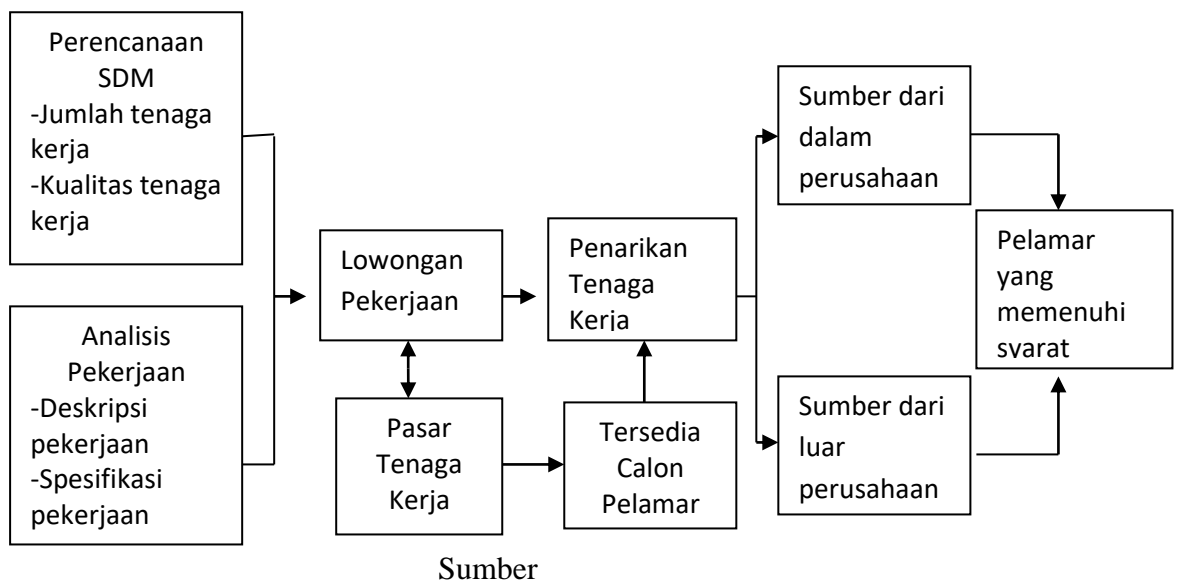 Perencanaan
SDM
-Jumlah tenaga
kerja
-Kualitas tenaga
kerja
Analisis
Pekerjaan
-Deskripsi
pekerjaan
-Spesifikasi
pekerjaan
Lowongan
Pekerjaan
Pasar
Tenaga
Kerja
Penarikan
Tenaga
Kerja
Tersedia
Calon
Pelamar
Sumber dari
dalam
perusahaan
Sumber dari
luar
perusahaan
Pelamar
yang
memenuhi
syarat
Sumber